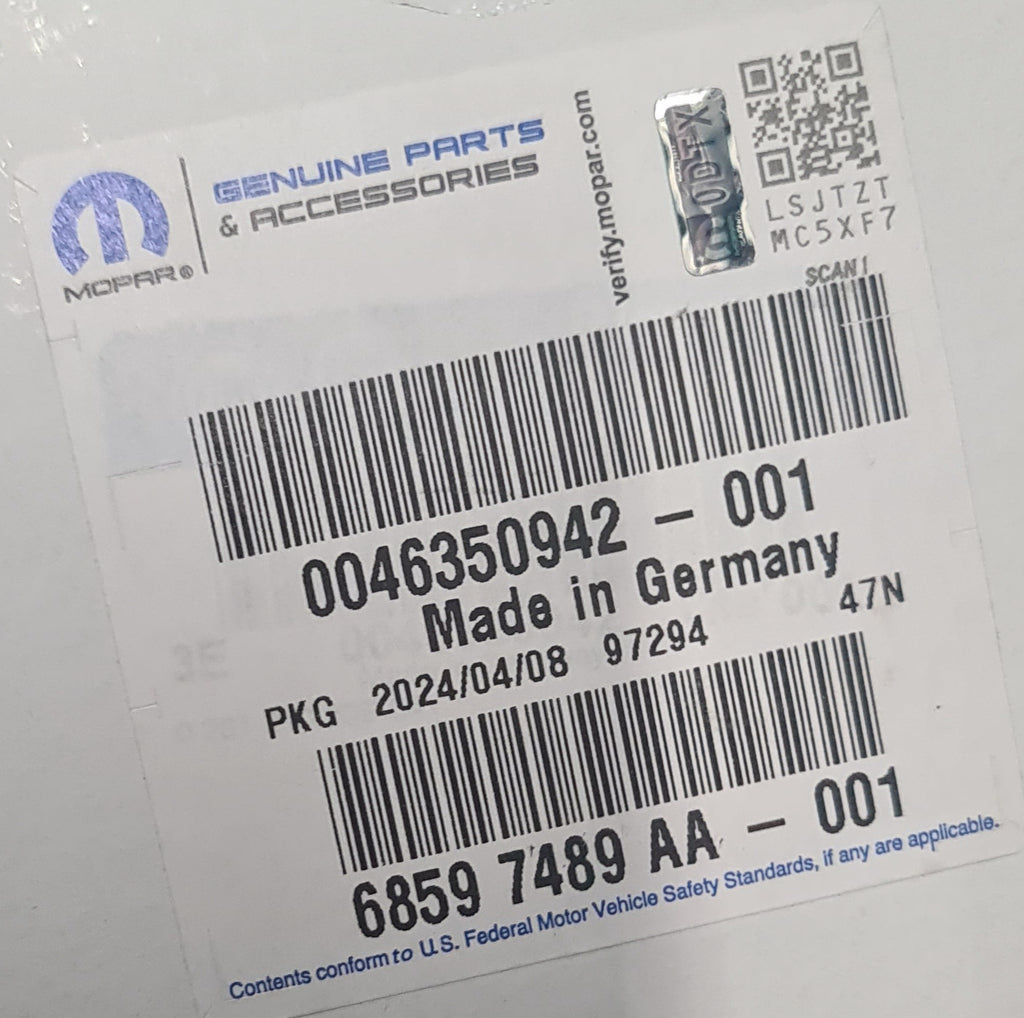 MOPAR®
GENUINE PARTS
& ACCESSORIES
verify.mopar.com
LSJTZT
MC5XF7
SCAN!
0046350942 - 001
Made in Germany
PKG 2024/04/08 97294 47N
6859 7489 AA - 001
Contents conform to U.S. Federal Motor Vehicle Safety Standards, if any are applicable.